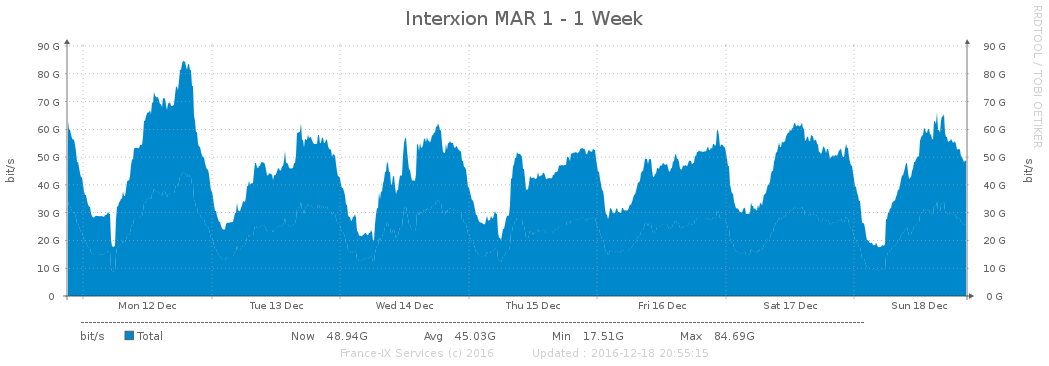 Interxion MAR 1 - 1 Week
RRDTOOL / TOBI OETIKER
bit/s
90 G
80 G
70 G
60 G
50 G
40 G
30 G
20 G
10 G
0
90 G
80 G
70 G
60 G
50 G
40 G
30 G
20 G
10 G
0 G
bit/s
Mon 12 Dec Tue 13 Dec Wed 14 Dec Thu 15 Dec Fri 16 Dec Sat 17 Dec Sun 18 Dec
bit/s Total Now 48.94G Avg 45.03G Min 17.51G Max 84.69G
France-IX Services (c) 2016 Updated : 2016-12-18 20:55:15